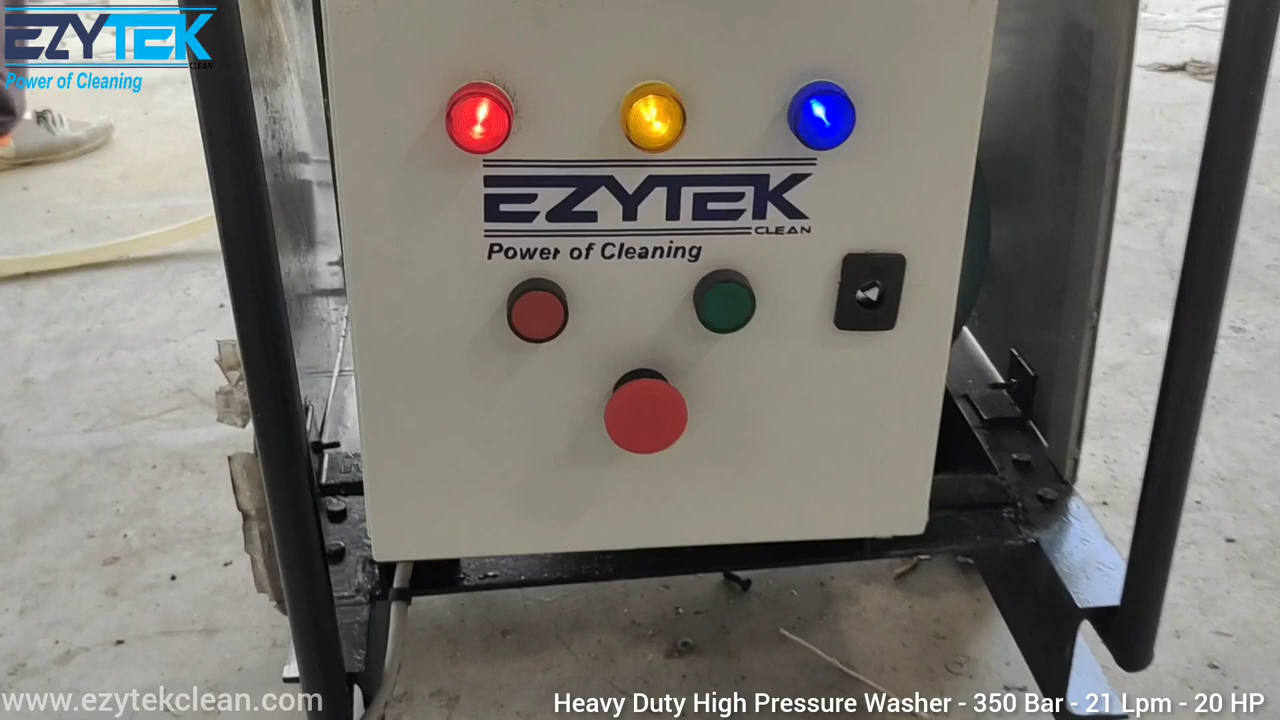 EZYTEK
CLEAN
Power of Cleaning
EZYTEK
CLEAN
Power of Cleaning
www.ezytekclean.com
Heavy Duty High Pressure Washer - 350 Bar - 21 Lpm - 20 HP